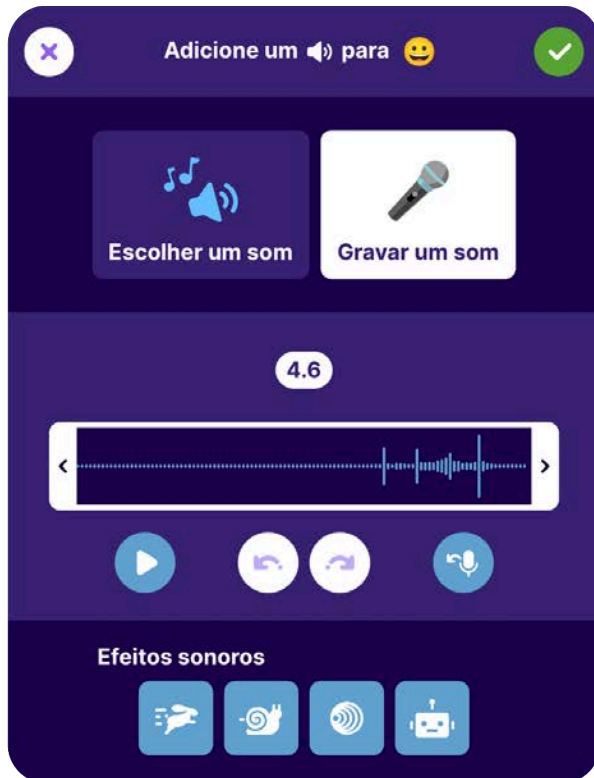 Adicione um 🔊 para 😀
Escolher um som
Gravar um som
4.6
Efeitos sonoros